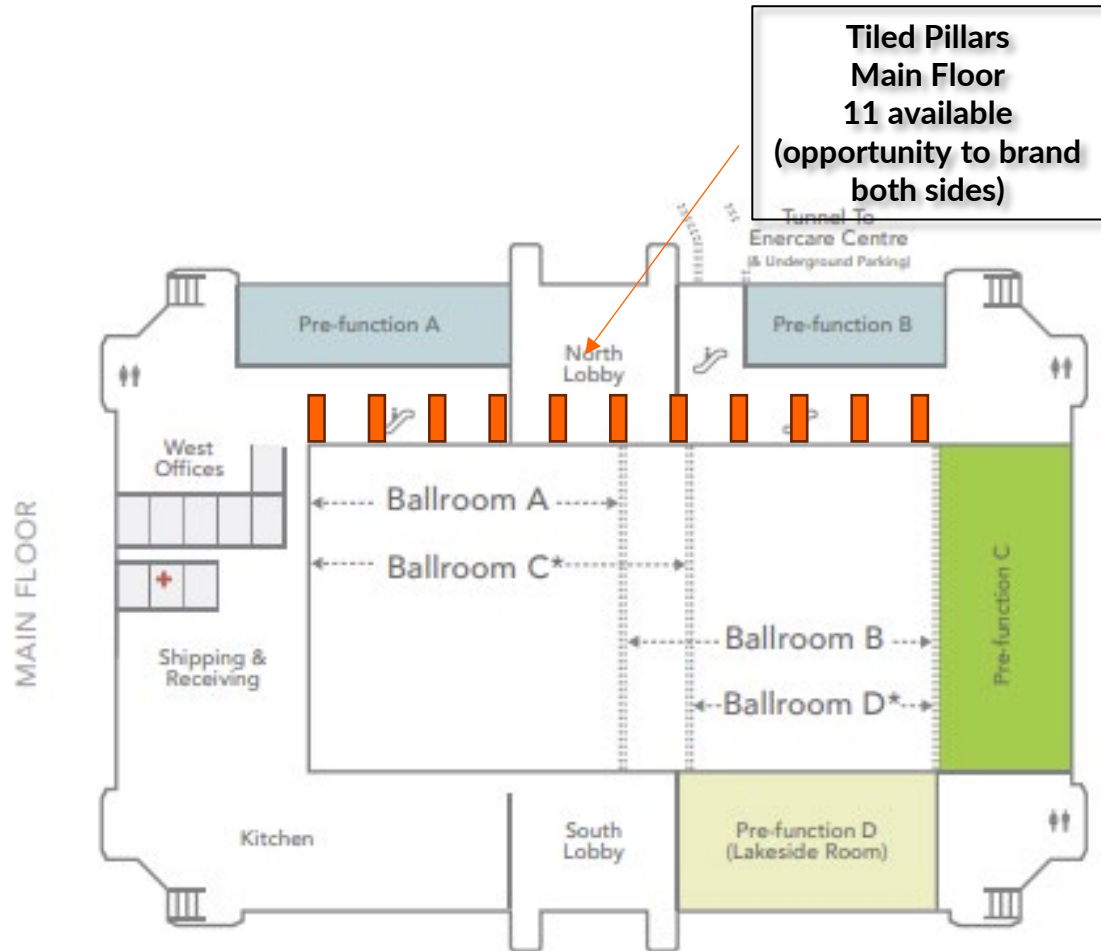 Tiled Pillars
Main Floor
11 available
(opportunity to brand
both sides)
Tunnel To
Enercare Centre
(& Underground Parking)
Pre-function A
Pre-function B
North
Lobby
West
Offices
Ballroom A
Ballroom C*
MAIN FLOOR
Ballroom B
Pre-function C
Shipping &
Receiving
Ballroom D*
Kitchen
South
Lobby
Pre-function D
(Lakeside Room)